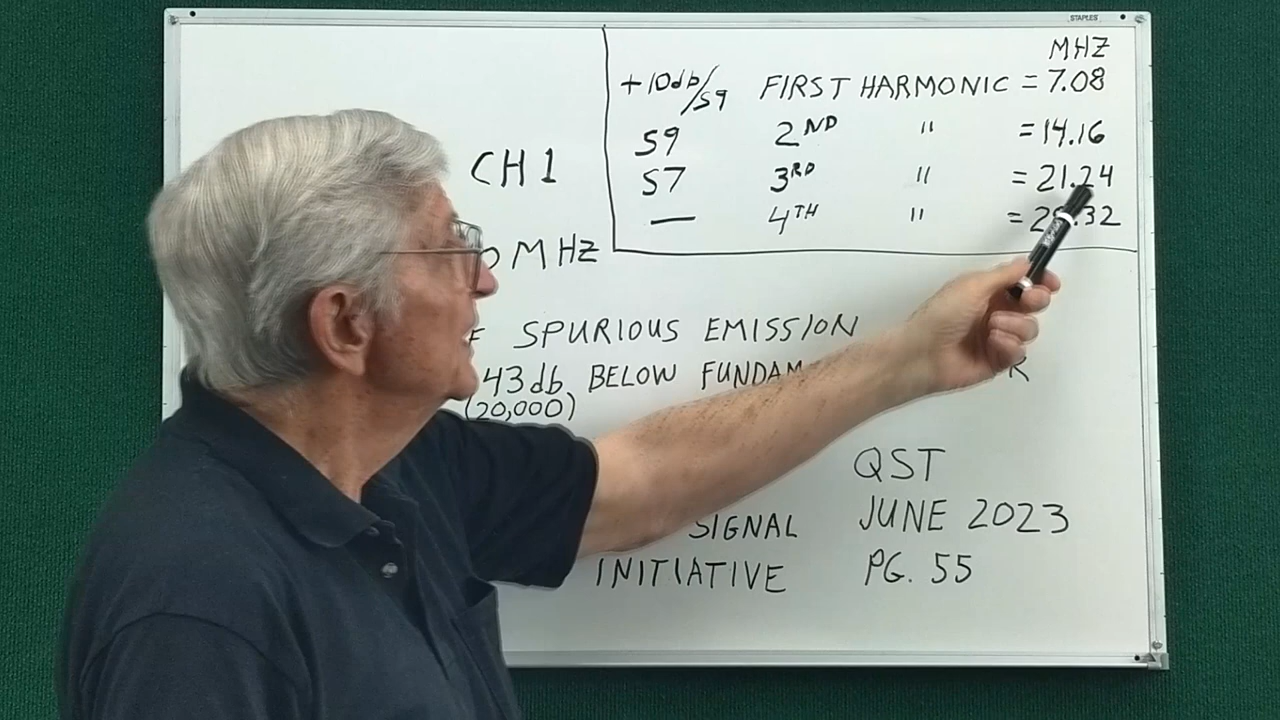 STAPLES
MHZ
+10db/S9 FIRST HARMONIC = 7.08
S9 2ND " = 14.16
S7 3RD " = 21.24
— 4TH " =
CH 1
MHZ
SPURIOUS EMISSION
43db BELOW
(20,000)
QST
SIGNAL JUNE 2023
INITIATIVE PG. 55